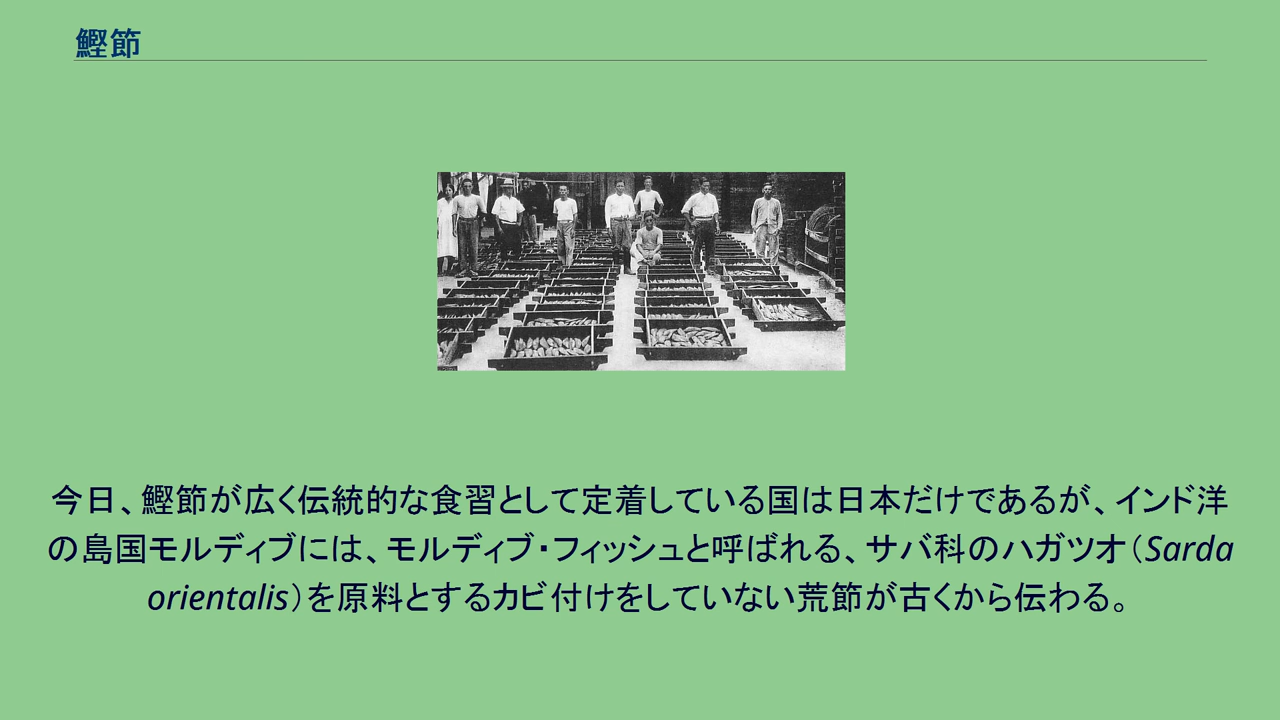 鰹節
今日、鰹節が広く伝統的な食習として定着している国は日本だけであるが、インド洋
の島国モルディブには、モルディブ・フィッシュと呼ばれる、サバ科のハガツオ（Sarda
orientalis）を原料とするカビ付けをしていない荒節が古くから伝わる。